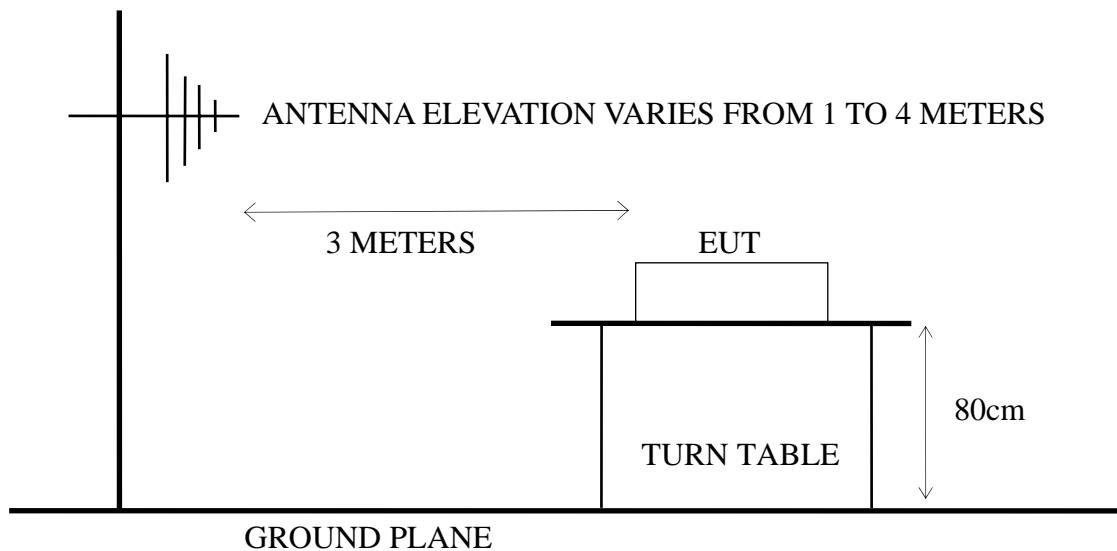 ANTENNA ELEVATION VARIES FROM 1 TO 4 METERS
3 METERS
EUT
80cm
TURN TABLE
GROUND PLANE